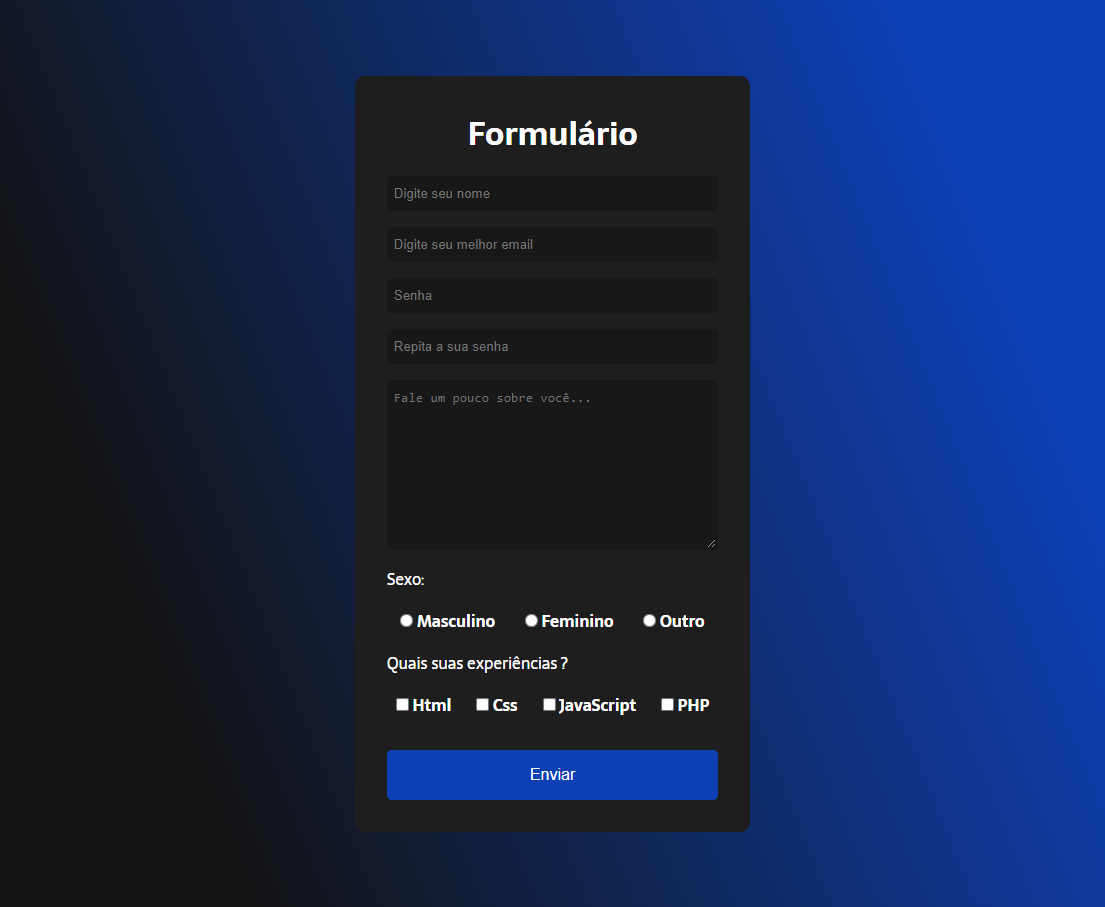 Formulário
Digite seu nome
Digite seu melhor email
Senha
Repita a sua senha
Fale um pouco sobre você...
Sexo:
Masculino Feminino Outro
Quais suas experiências ?
Html Css JavaScript PHP
Enviar